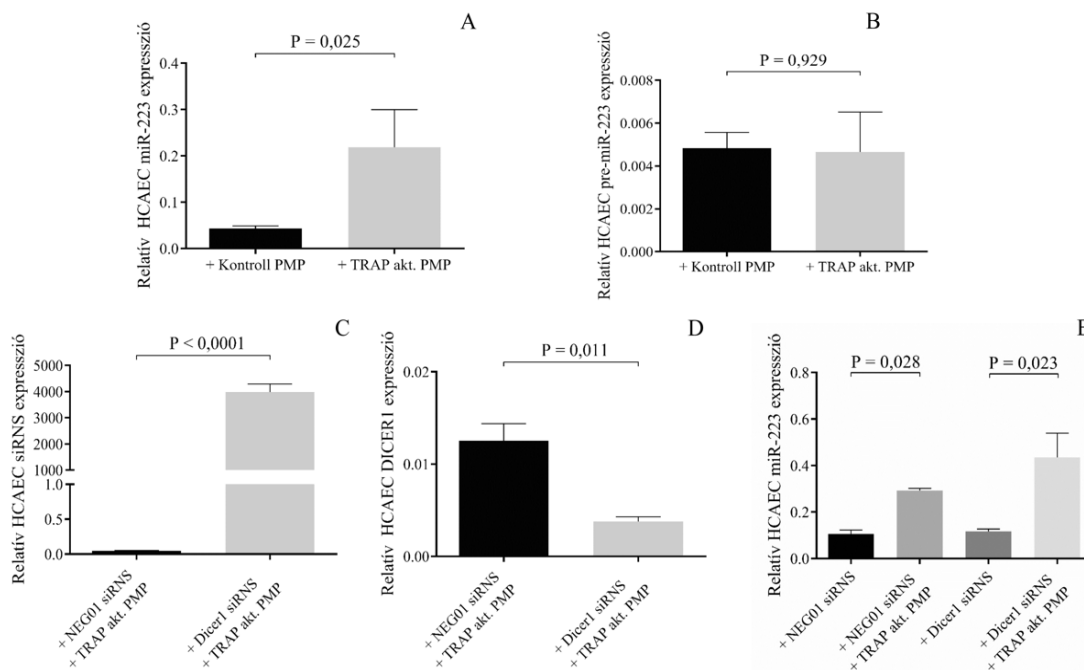 A
P = 0,025
Relatív HCAEC miR-223 expresszió
0.4
0.3
0.2
0.1
0.0
+ Kontroll PMP
+ TRAP akt. PMP
B
P = 0,929
Relatív HCAEC pre-miR-223 expresszió
0.008
0.006
0.004
0.002
0.000
+ Kontroll PMP
+ TRAP akt. PMP
C
P < 0,0001
Relatív HCAEC siRNS expresszió
5000
4000
3000
2000
1000
1.0
0.5
0.0
+ NEG01 siRNS
+ TRAP akt. PMP
+ Dicer1 siRNS
+ TRAP akt. PMP
D
P = 0,011
Relatív HCAEC DICER1 expresszió
0.02
0.01
0.00
+ NEG01 siRNS
+ TRAP akt. PMP
+ Dicer1 siRNS
+ TRAP akt. PMP
E
P = 0,028
P = 0,023
Relatív HCAEC miR-223 expresszió
0.8
0.6
0.4
0.2
0.0
+ NEG01 siRNS
+ NEG01 siRNS
+ TRAP akt. PMP
+ Dicer1 siRNS
+ Dicer1 siRNS
+ TRAP akt. PMP